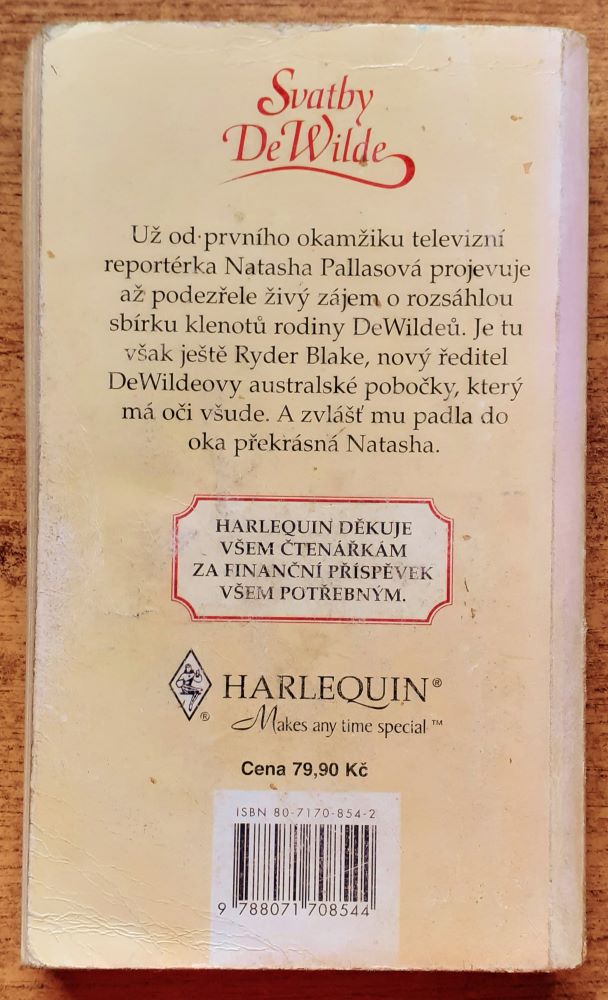 Svatby
DeWilde
Už od prvního okamžiku televizní
reportérka Natasha Pallasová projevuje
až podezřele živý zájem o rozsáhlou
sbírku klenotů rodiny DeWildeů. Je tu
však ještě Ryder Blake, nový ředitel
DeWildeovy australské pobočky, který
má oči všude. A zvlášť mu padla do
oka překrásná Natasha.
HARLEQUIN DĚKUJE
VŠEM ČTENÁŘKÁM
ZA FINANČNÍ PŘÍSPĚVEK
VŠEM POTŘEBNÝM.
® HARLEQUIN®
Makes any time special™
Cena 79,90 Kč
ISBN 80-7170-854-2
9 788071 708544